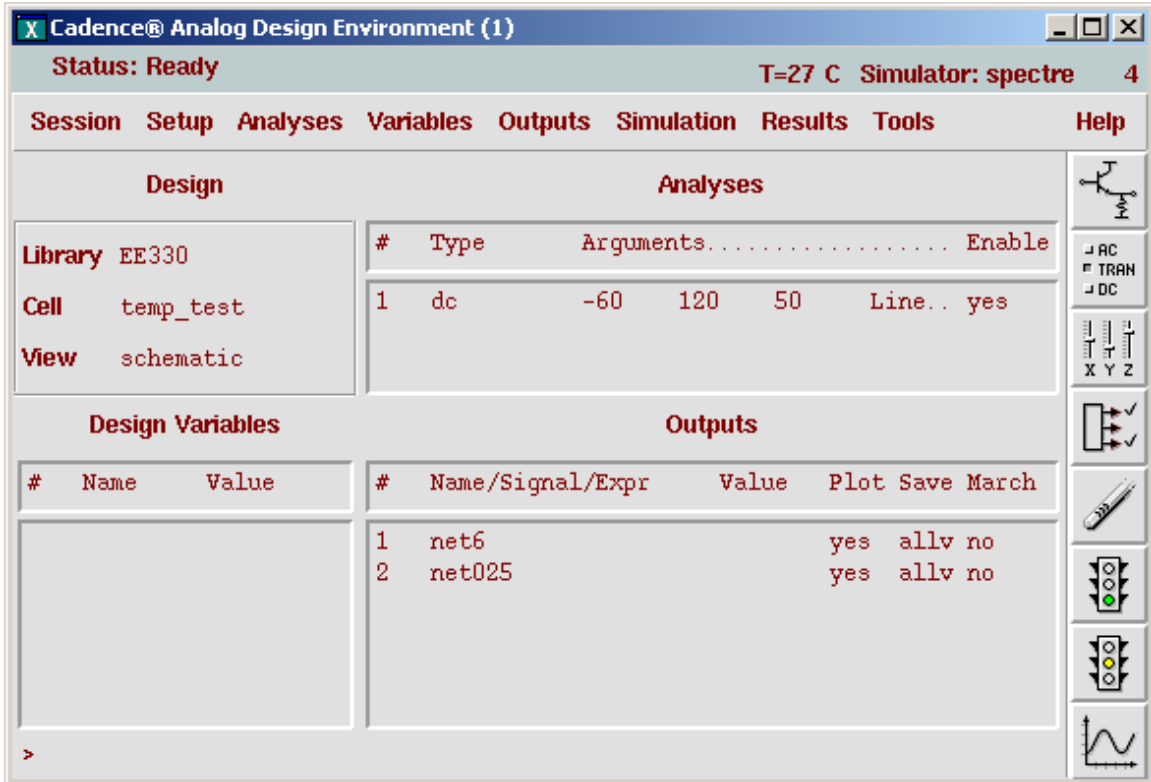 X Cadence® Analog Design Environment (1)
Status: Ready T=27 C Simulator: spectre 4
Session Setup Analyses Variables Outputs Simulation Results Tools Help
Design
Library EE330
Cell temp_test
View schematic
Analyses
# Type Arguments.................. Enable
1 dc -60 120 50 Line.. yes
Design Variables
# Name Value
Outputs
# Name/Signal/Expr Value Plot Save March
1 net6 yes allv no
2 net025 yes allv no
>
AC
TRAN
DC
X Y Z